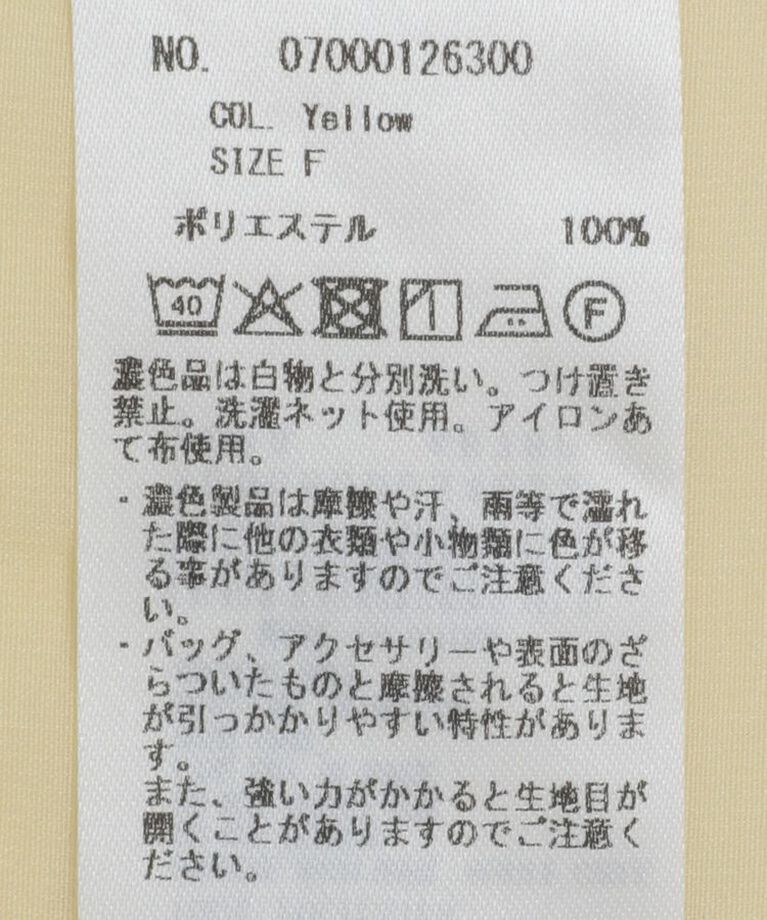 NO. 07000126300
COL. Yellow
SIZE F
ポリエステル 100%
40
F
濃色品は白物と分別洗い。つけ置き
禁止。洗濯ネット使用。アイロンあ
て布使用。
・濃色製品は摩擦や汗、雨等で濡れ
た際に他の衣類や小物類に色が移
る事がありますのでご注意くださ
い。
・バッグ、アクセサリーや表面のざ
らついたものと摩擦されると生地
が引っかかりやすい特性がありま
す。
また、強い力がかかると生地目が
開くことがありますのでご注意く
ださい。